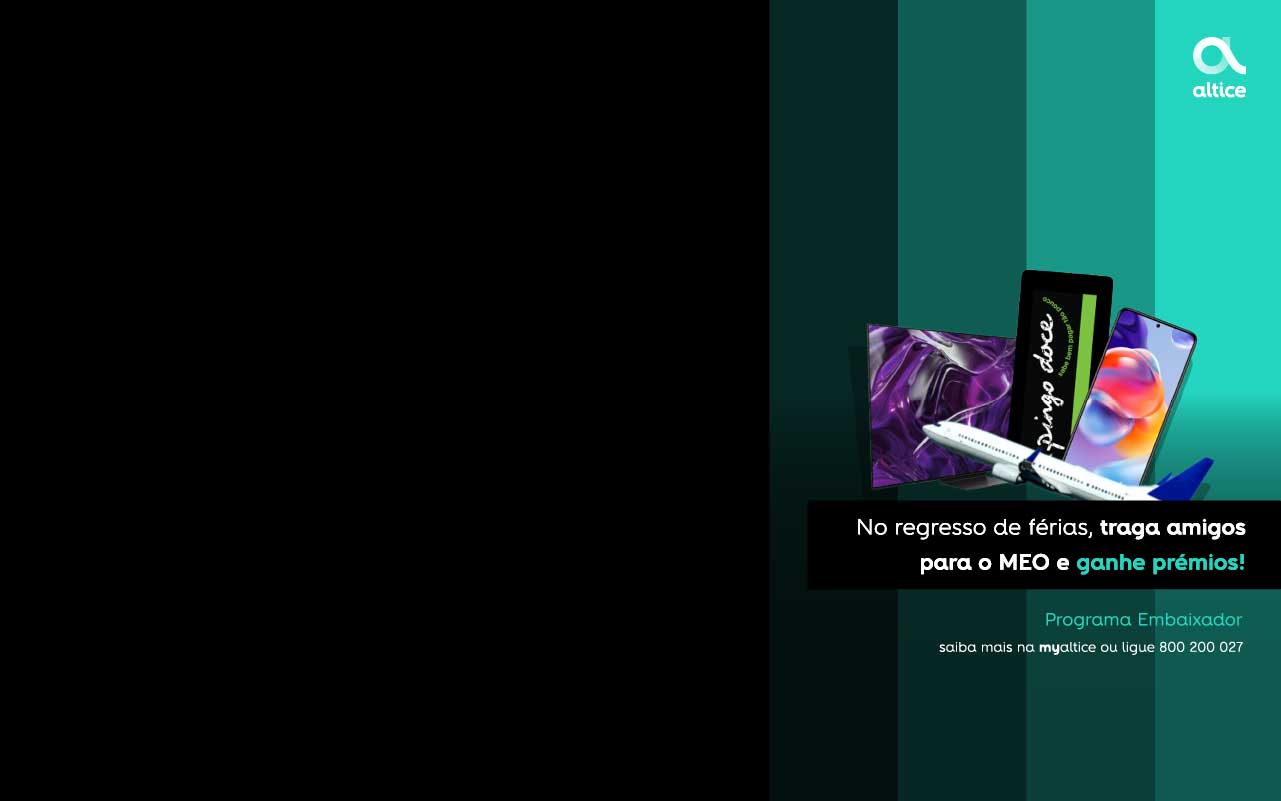 altice
pingo doce
sabe bem pagar tão pouco
No regresso de férias, traga amigos
para o MEO e ganhe prémios!
Programa Embaixador
saiba mais na myaltice ou ligue 800 200 027